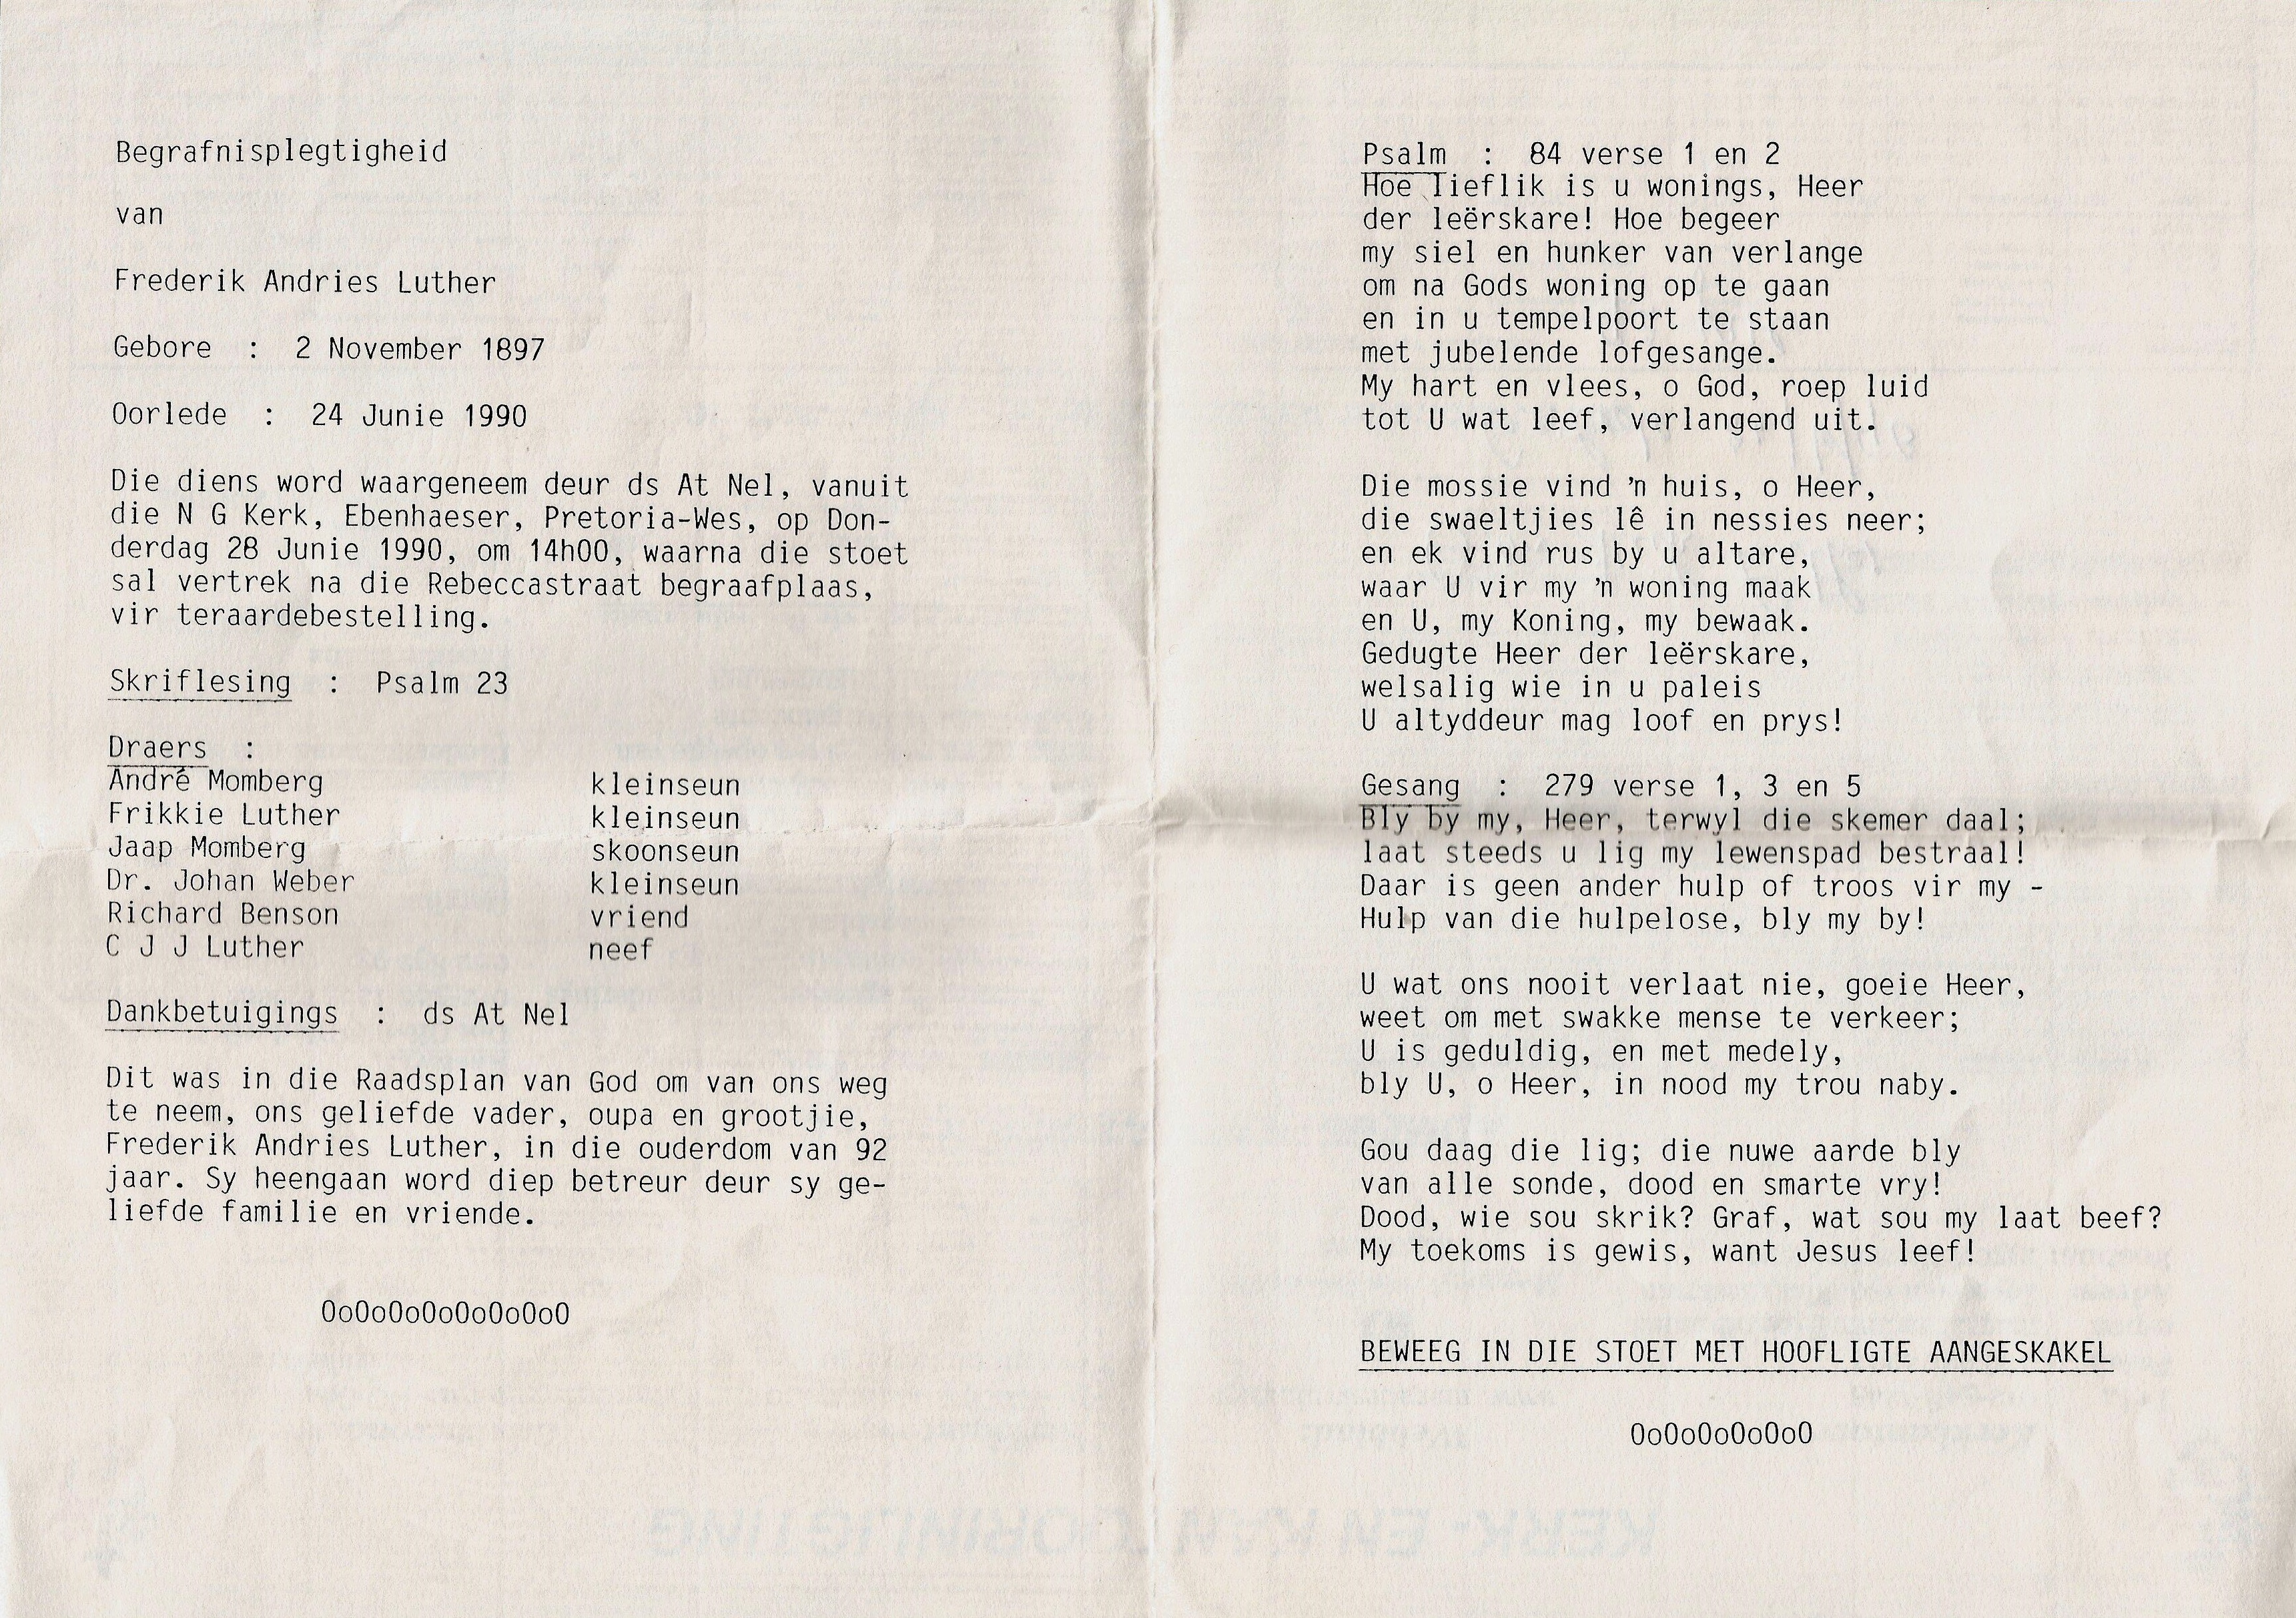 Begrafnisplegtigheid
van
Frederik Andries Luther
Gebore : 2 November 1897
Oorlede : 24 Junie 1990
Die diens word waargeneem deur ds At Nel, vanuit
die N G Kerk, Ebenhaeser, Pretoria-Wes, op Don-
derdag 28 Junie 1990, om 14h00, waarna die stoet
sal vertrek na die Rebeccastraat begraafplaas,
vir teraardebestelling.
Skriflesing : Psalm 23
Draers :
André Momberg kleinseun
Frikkie Luther kleinseun
Jaap Momberg skoonseun
Dr. Johan Weber kleinseun
Richard Benson vriend
C J J Luther neef
Dankbetuigings : ds At Nel
Dit was in die Raadsplan van God om van ons weg
te neem, ons geliefde vader, oupa en grootjie,
Frederik Andries Luther, in die ouderdom van 92
jaar. Sy heengaan word diep betreur deur sy ge-
liefde familie en vriende.
OoOoOoOoOoOoOoO
Psalm : 84 verse 1 en 2
Hoe lieflik is u wonings, Heer
der leërskare! Hoe begeer
my siel en hunker van verlange
om na Gods woning op te gaan
en in u tempelpoort te staan
met jubelende lofgesange.
My hart en vlees, o God, roep luid
tot U wat leef, verlangend uit.
Die mossie vind 'n huis, o Heer,
die swaeltjies lê in nessies neer;
en ek vind rus by u altare,
waar U vir my 'n woning maak
en U, my Koning, my bewaak.
Gedugte Heer der leërskare,
welsalig wie in u paleis
U altyddeur mag loof en prys!
Gesang : 279 verse 1, 3 en 5
Bly by my, Heer, terwyl die skemer daal;
laat steeds u lig my lewenspad bestraal!
Daar is geen ander hulp of troos vir my -
Hulp van die hulpelose, bly my by!
U wat ons nooit verlaat nie, goeie Heer,
weet om met swakke mense te verkeer;
U is geduldig, en met medely,
bly U, o Heer, in nood my trou naby.
Gou daag die lig; die nuwe aarde bly
van alle sonde, dood en smarte vry!
Dood, wie sou skrik? Graf, wat sou my laat beef?
My toekoms is gewis, want Jesus leef!
BEWEEG IN DIE STOET MET HOOFLIGTE AANGESKAKEL
OoOoOoOoOoO